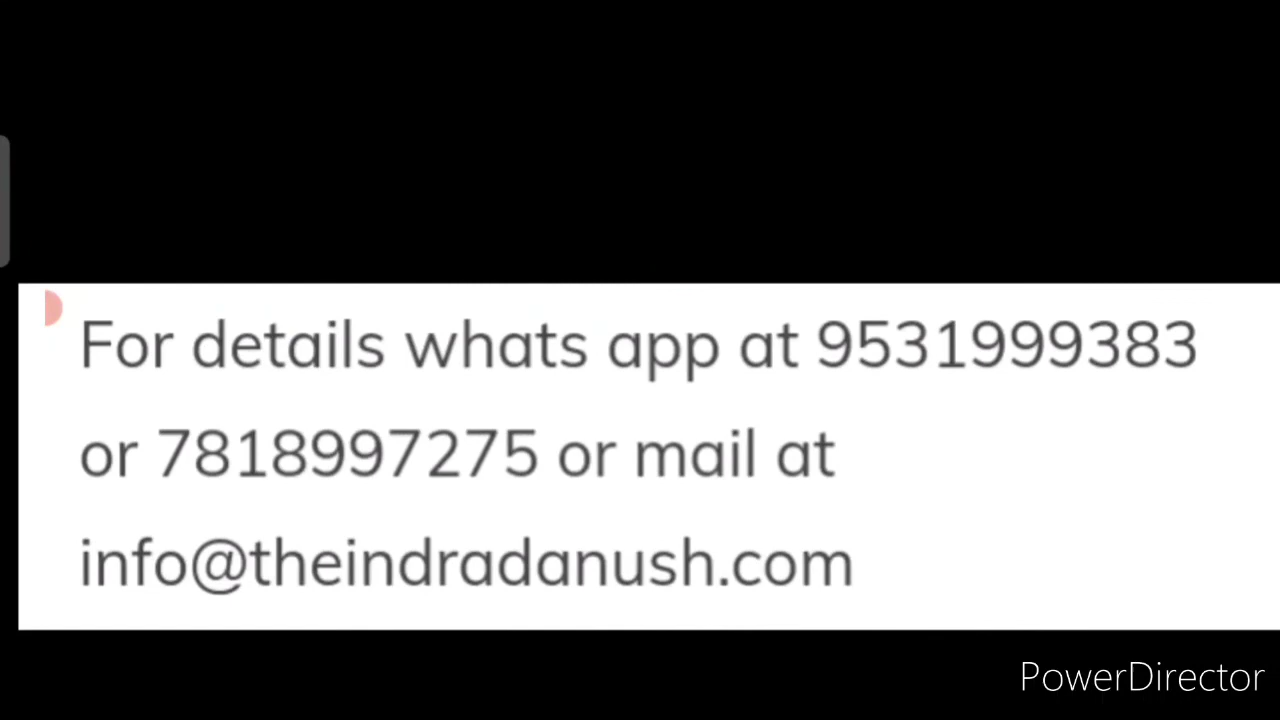 For details whats app at 9531999383
or 7818997275 or mail at
info@theindradanush.com
PowerDirector